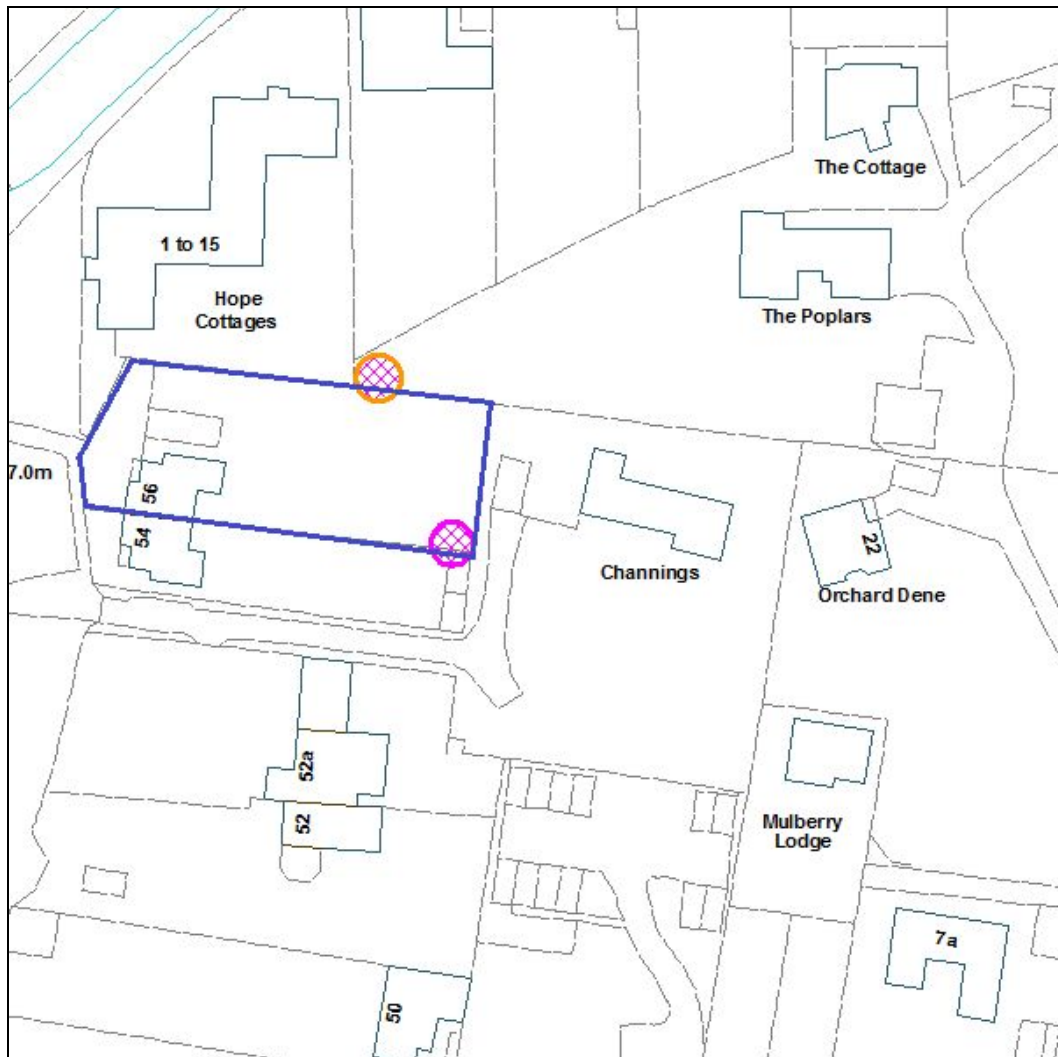 The Cottage
1 to 15
Hope
Cottages
The Poplars
7.0m
56
54
Channings
22
Orchard Dene
52a
52
Mulberry
Lodge
7a
50